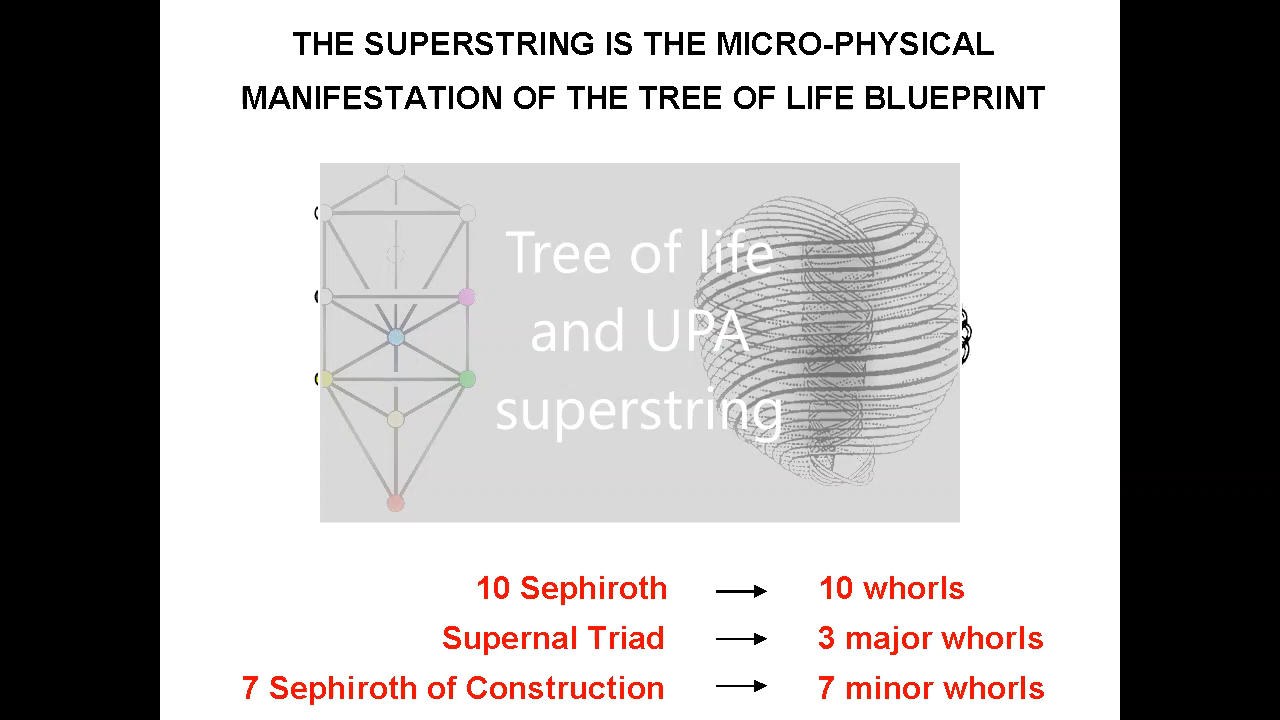 THE SUPERSTRING IS THE MICRO-PHYSICAL
MANIFESTATION OF THE TREE OF LIFE BLUEPRINT
Tree of life
and UPA
superstring
10 Sephiroth → 10 whorls
Supernal Triad → 3 major whorls
7 Sephiroth of Construction → 7 minor whorls